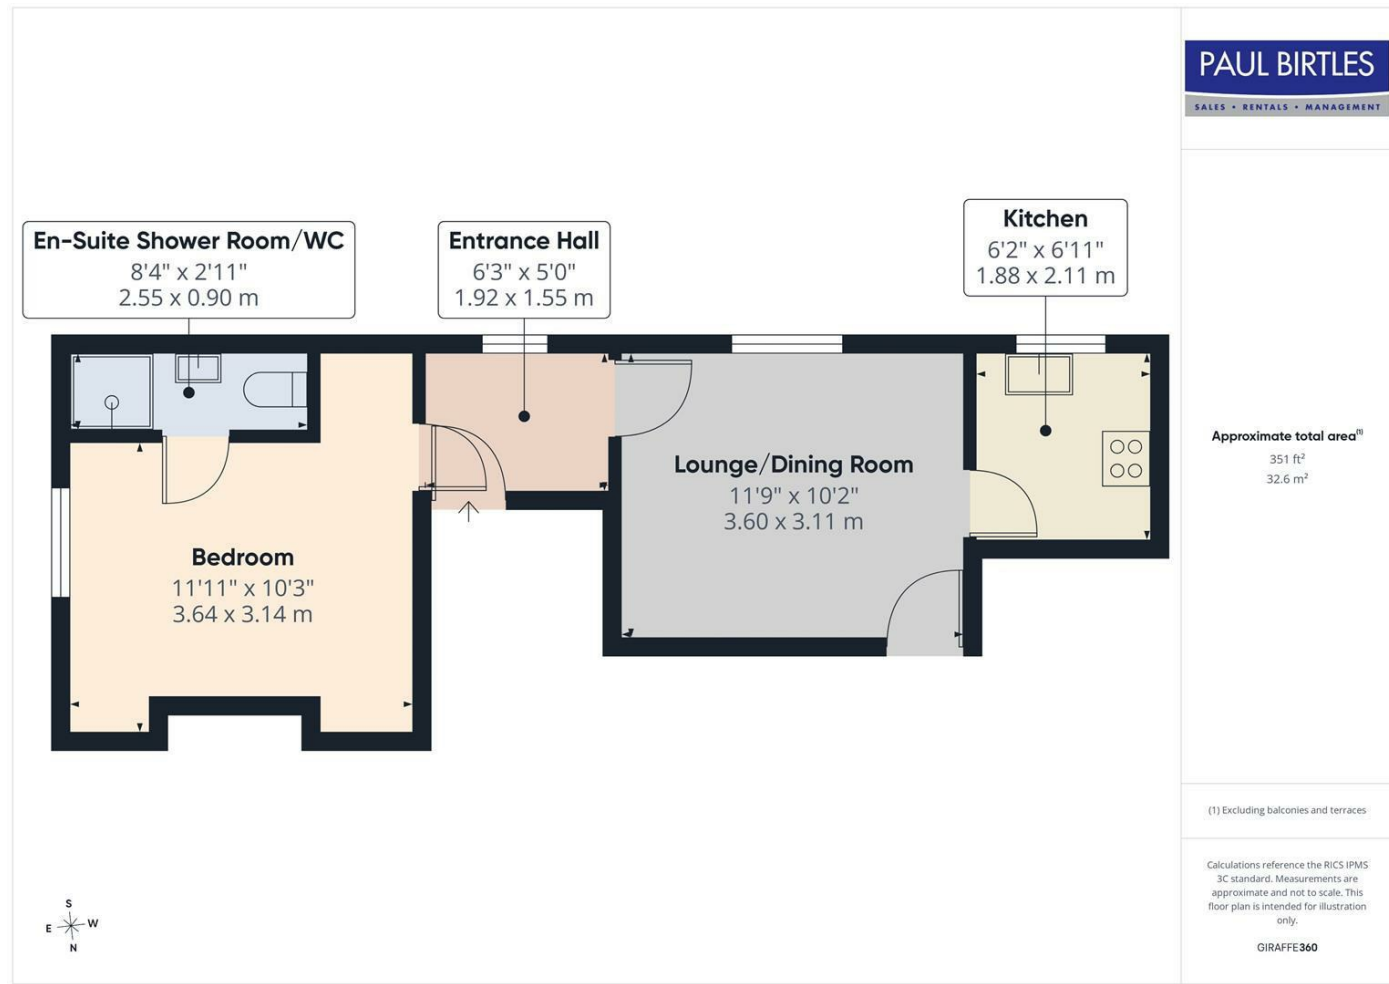 PAUL BIRTLES
SALES • RENTALS • MANAGEMENT
En-Suite Shower Room/WC
8'4" x 2'11"
2.55 x 0.90 m
Entrance Hall
6'3" x 5'0"
1.92 x 1.55 m
Kitchen
6'2" x 6'11"
1.88 x 2.11 m
Lounge/Dining Room
11'9" x 10'2"
3.60 x 3.11 m
Bedroom
11'11" x 10'3"
3.64 x 3.14 m
Approximate total area(1)
351 ft²
32.6 m²
(1) Excluding balconies and terraces
Calculations reference the RICS IPMS
3C standard. Measurements are
approximate and not to scale. This
floor plan is intended for illustration
only.
GIRAFFE360
S
E W
N